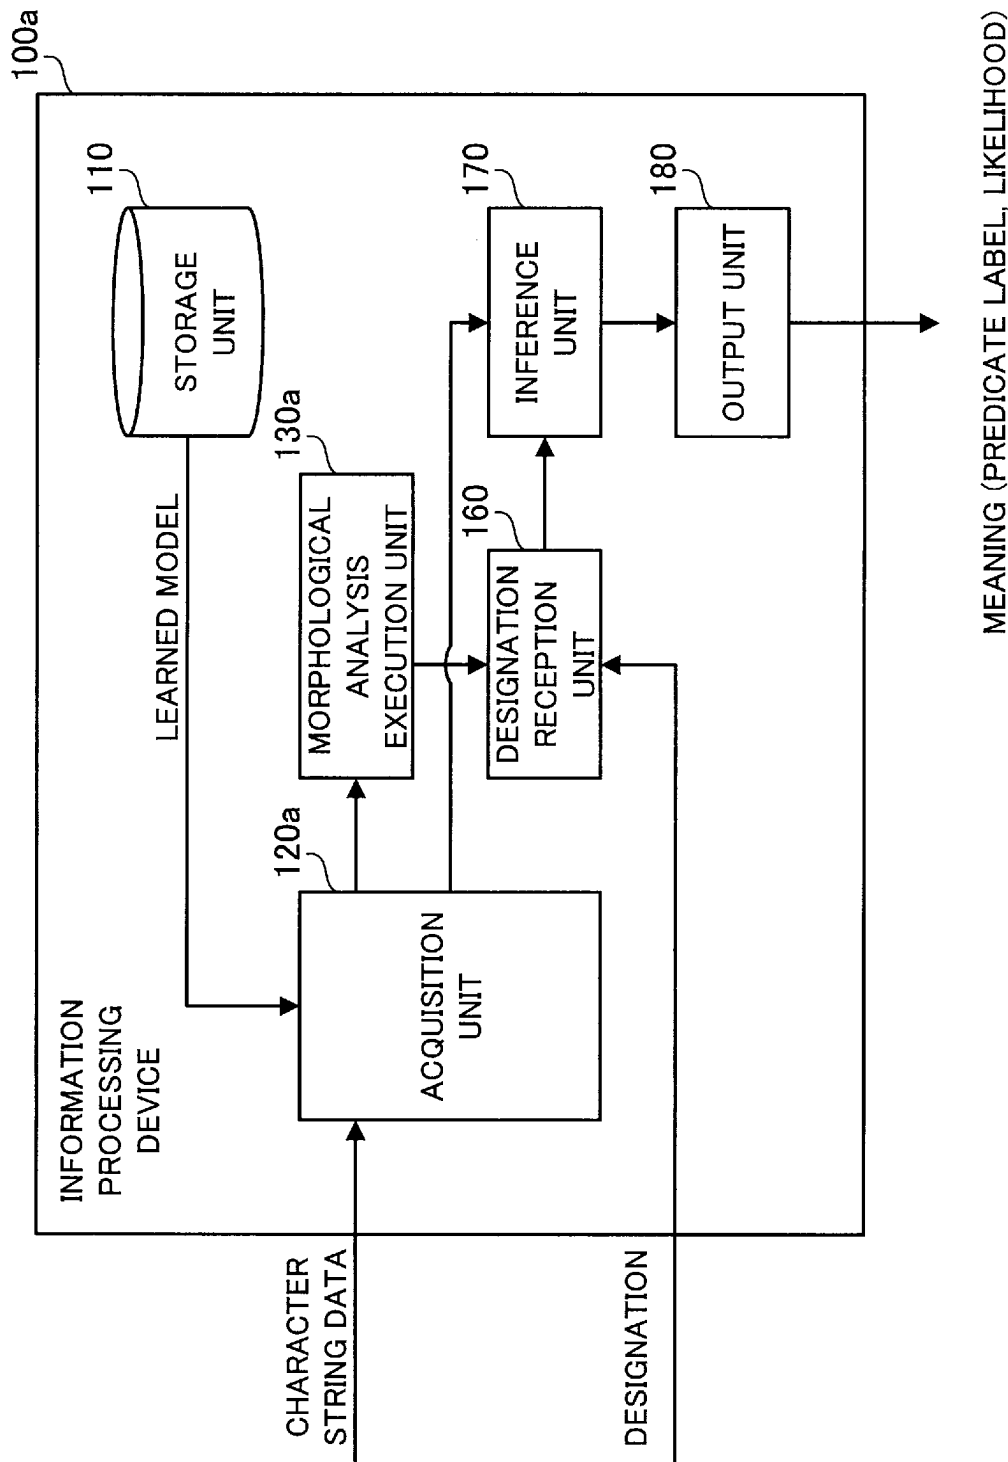 100a
INFORMATION
PROCESSING
DEVICE
110
STORAGE
UNIT
LEARNED MODEL
120a
ACQUISITION
UNIT
130a
MORPHOLOGICAL
ANALYSIS
EXECUTION UNIT
160
DESIGNATION
RECEPTION
UNIT
170
INFERENCE
UNIT
180
OUTPUT UNIT
CHARACTER
STRING DATA
DESIGNATION
MEANING (PREDICATE LABEL, LIKELIHOOD)